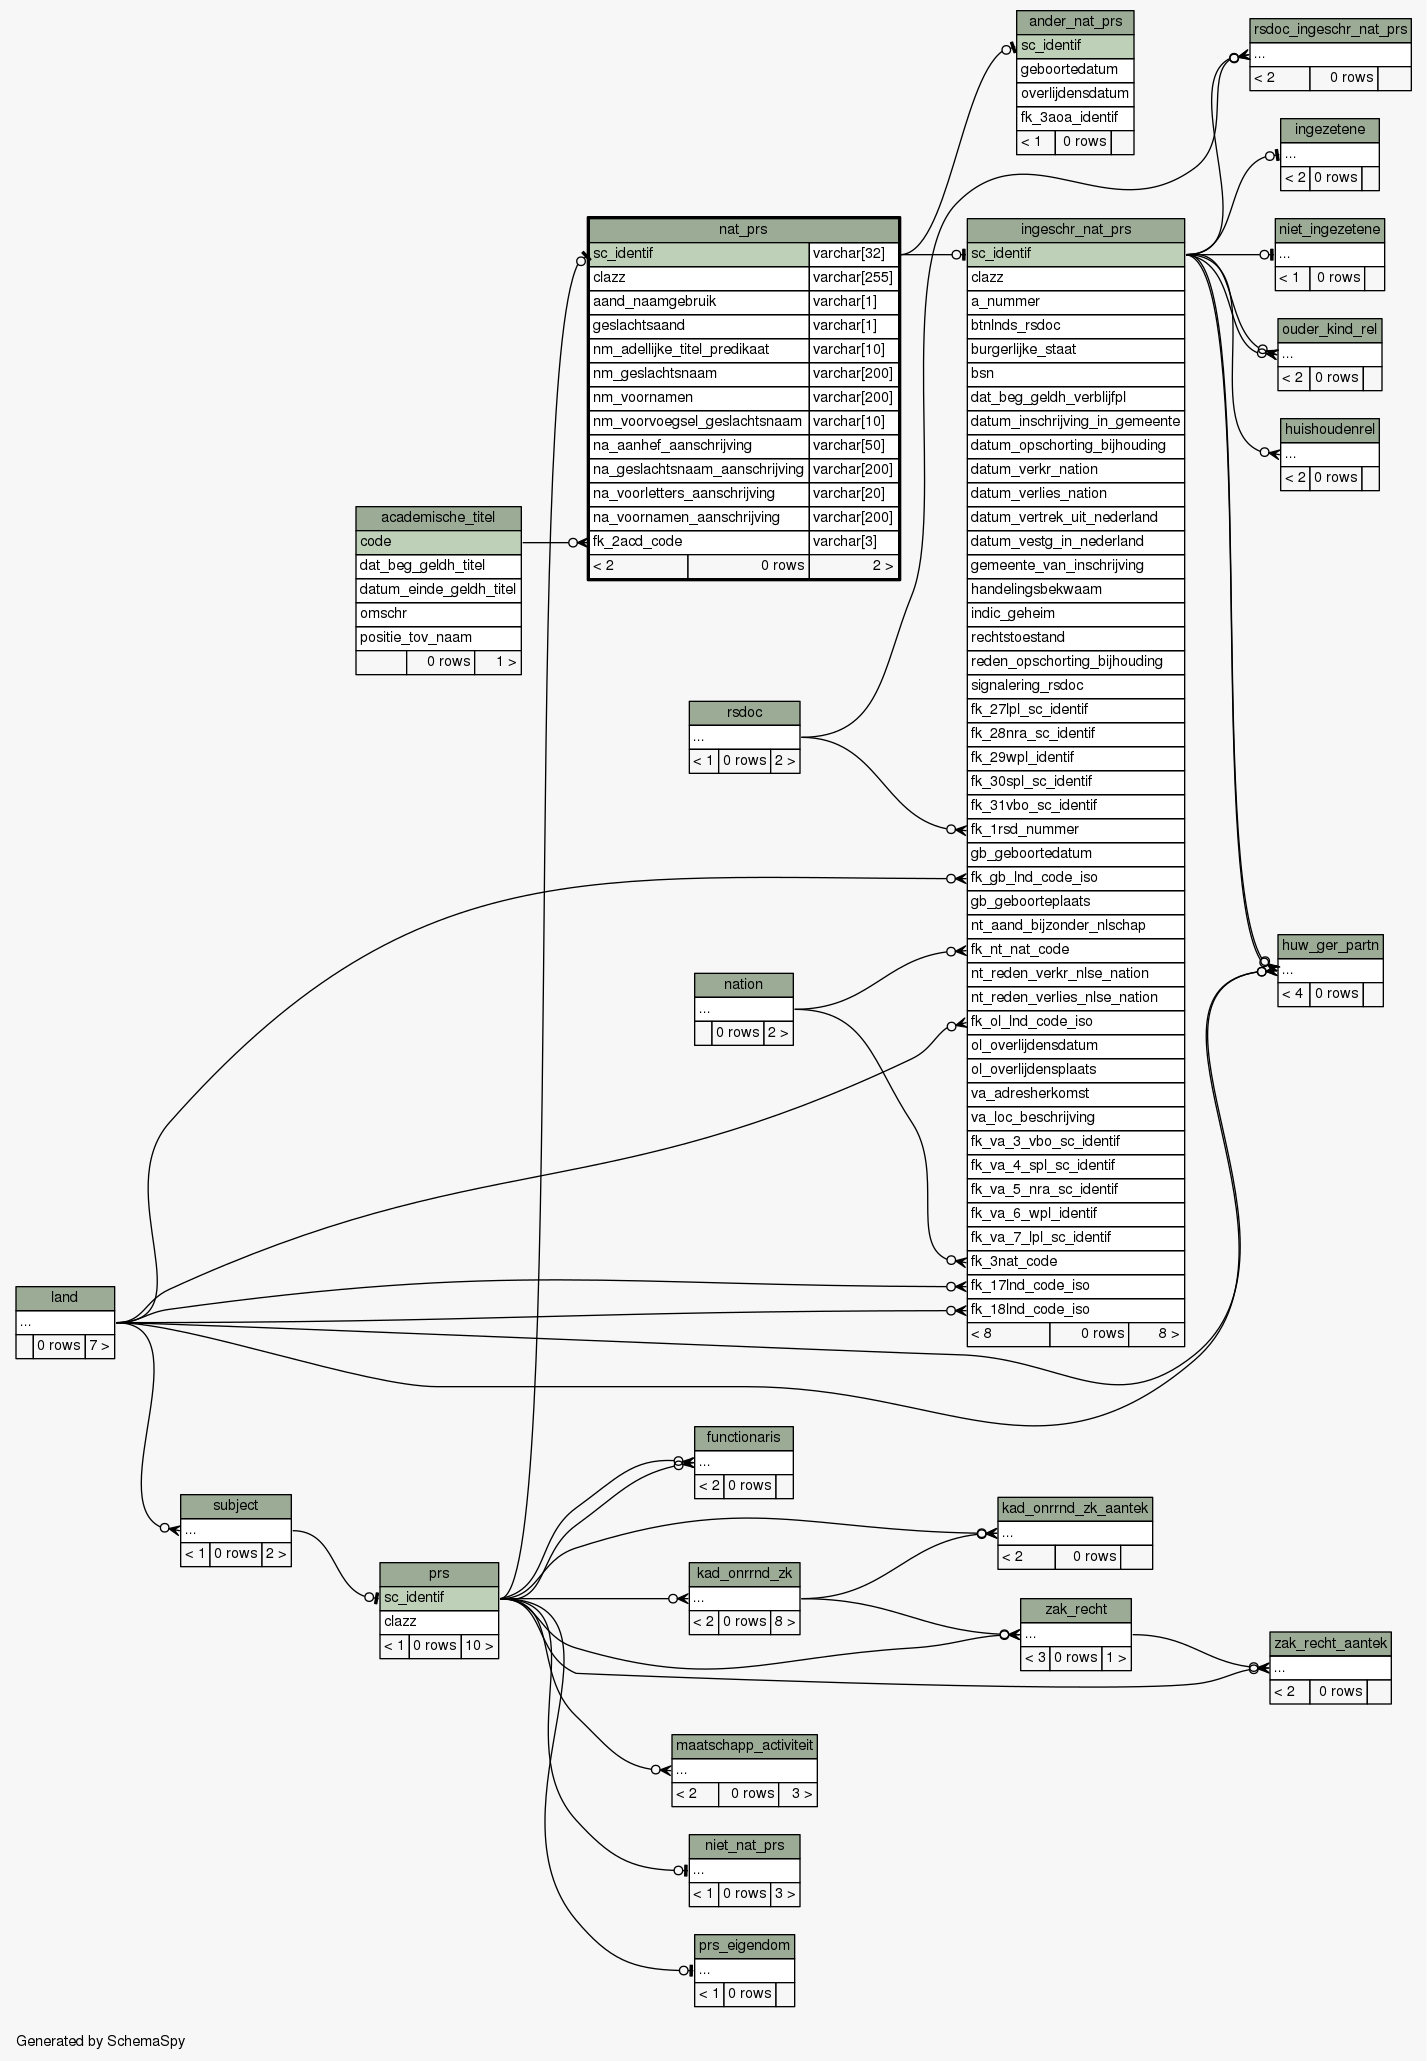 ander_nat_prs
sc_identif
geboortedatum
overlijdensdatum
fk_3aoa_identif
< 1 0 rows
rsdoc_ingeschr_nat_prs
...
< 2 0 rows
ingezetene
...
< 2 0 rows
niet_ingezetene
...
< 1 0 rows
ouder_kind_rel
...
< 2 0 rows
huishoudenrel
...
< 2 0 rows
nat_prs
sc_identif varchar[32]
clazz varchar[255]
aand_naamgebruik varchar[1]
geslachtsaand varchar[1]
nm_adellijke_titel_predikaat varchar[10]
nm_geslachtsnaam varchar[200]
nm_voornamen varchar[200]
nm_voorvoegsel_geslachtsnaam varchar[10]
na_aanhef_aanschrijving varchar[50]
na_geslachtsnaam_aanschrijving varchar[200]
na_voorletters_aanschrijving varchar[20]
na_voornamen_aanschrijving varchar[200]
fk_2acd_code varchar[3]
< 2 0 rows 2 >
ingeschr_nat_prs
sc_identif
clazz
a_nummer
btnlnds_rsdoc
burgerlijke_staat
bsn
dat_beg_geldh_verblijfpl
datum_inschrijving_in_gemeente
datum_opschorting_bijhouding
datum_verkr_nation
datum_verlies_nation
datum_vertrek_uit_nederland
datum_vestg_in_nederland
gemeente_van_inschrijving
handelingsbekwaam
indic_geheim
rechtstoestand
reden_opschorting_bijhouding
signalering_rsdoc
fk_27lpl_sc_identif
fk_28nra_sc_identif
fk_29wpl_identif
fk_30spl_sc_identif
fk_31vbo_sc_identif
fk_1rsd_nummer
gb_geboortedatum
fk_gb_lnd_code_iso
gb_geboorteplaats
nt_aand_bijzonder_nlschap
fk_nt_nat_code
nt_reden_verkr_nlse_nation
nt_reden_verlies_nlse_nation
fk_ol_lnd_code_iso
ol_overlijdensdatum
ol_overlijdensplaats
va_adresherkomst
va_loc_beschrijving
fk_va_3_vbo_sc_identif
fk_va_4_spl_sc_identif
fk_va_5_nra_sc_identif
fk_va_6_wpl_identif
fk_va_7_lpl_sc_identif
fk_3nat_code
fk_17lnd_code_iso
fk_18lnd_code_iso
< 8 0 rows 8 >
academische_titel
code
dat_beg_geldh_titel
datum_einde_geldh_titel
omschr
positie_tov_naam
0 rows 1 >
rsdoc
...
< 1 0 rows 2 >
huw_ger_partn
...
< 4 0 rows
nation
...
0 rows 2 >
land
...
0 rows 7 >
functionaris
...
< 2 0 rows
subject
...
< 1 0 rows 2 >
kad_onrrnd_zk_aantek
...
< 2 0 rows
prs
sc_identif
clazz
< 1 0 rows 10 >
kad_onrrnd_zk
...
< 2 0 rows 8 >
zak_recht
...
< 3 0 rows 1 >
zak_recht_aantek
...
< 2 0 rows
maatschapp_activiteit
...
< 2 0 rows 3 >
niet_nat_prs
...
< 1 0 rows 3 >
prs_eigendom
...
< 1 0 rows
Generated by SchemaSpy